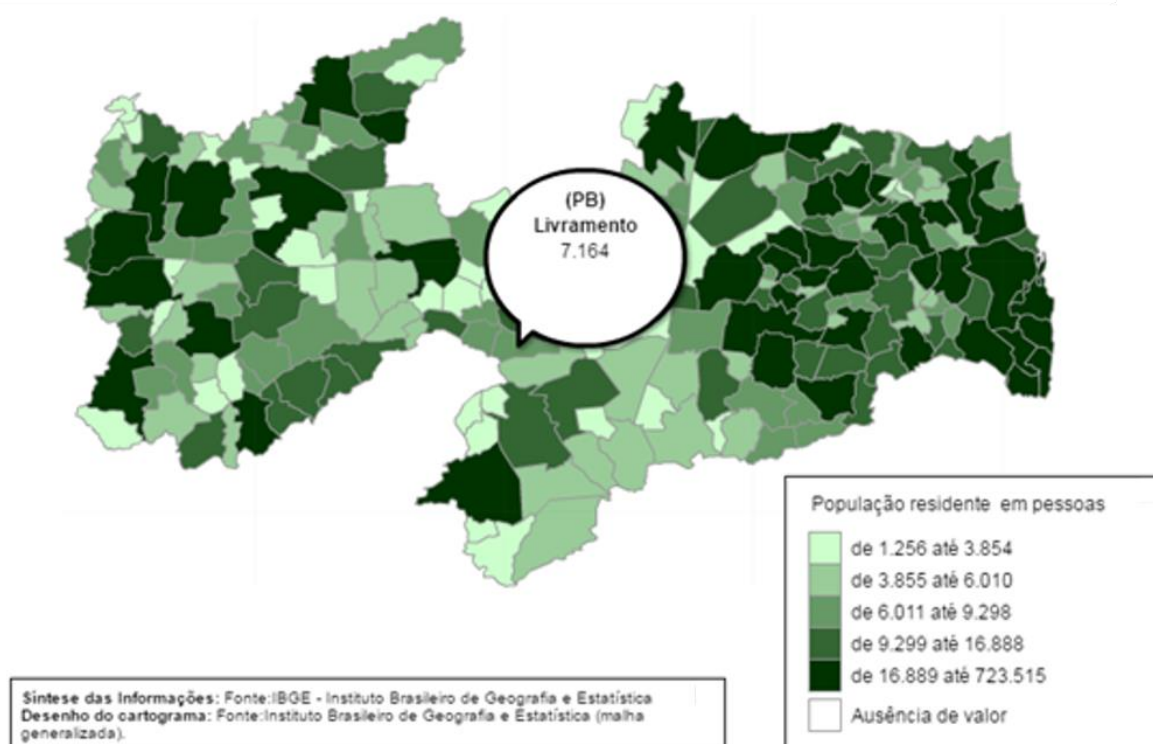 (PB)
Livramento
7.164
População residente em pessoas
de 1.256 até 3.854
de 3.855 até 6.010
de 6.011 até 9.298
de 9.299 até 16.888
de 16.889 até 723.515
Ausência de valor
Síntese das Informações: Fonte:IBGE - Instituto Brasileiro de Geografia e Estatística
Desenho do cartograma: Fonte:Instituto Brasileiro de Geografia e Estatística (malha
generalizada).